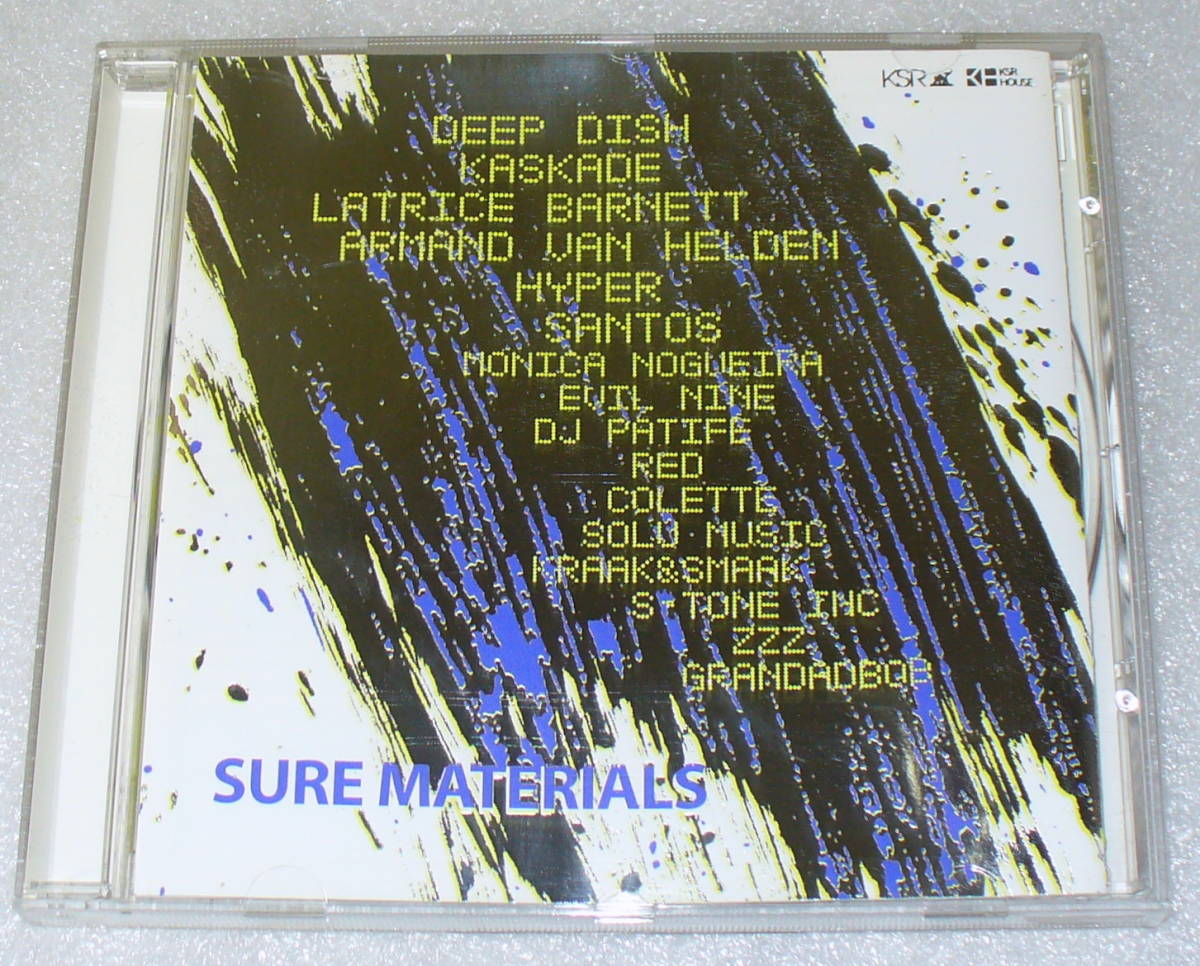 KSR KSR
HOUSE
DEEP DISH
KASKADE
LATRICE BARNETT
ARMAND VAN HELDEN
HYPER
SANTOS
MONICA NOGUEIRA
EVIL NINE
DJ PATIFE
RED
COLETTE
SOLU MUSIC
KRAAK&SMAAK
S-TONE INC
ZZZ
GRANDADBOB
SURE MATERIALS